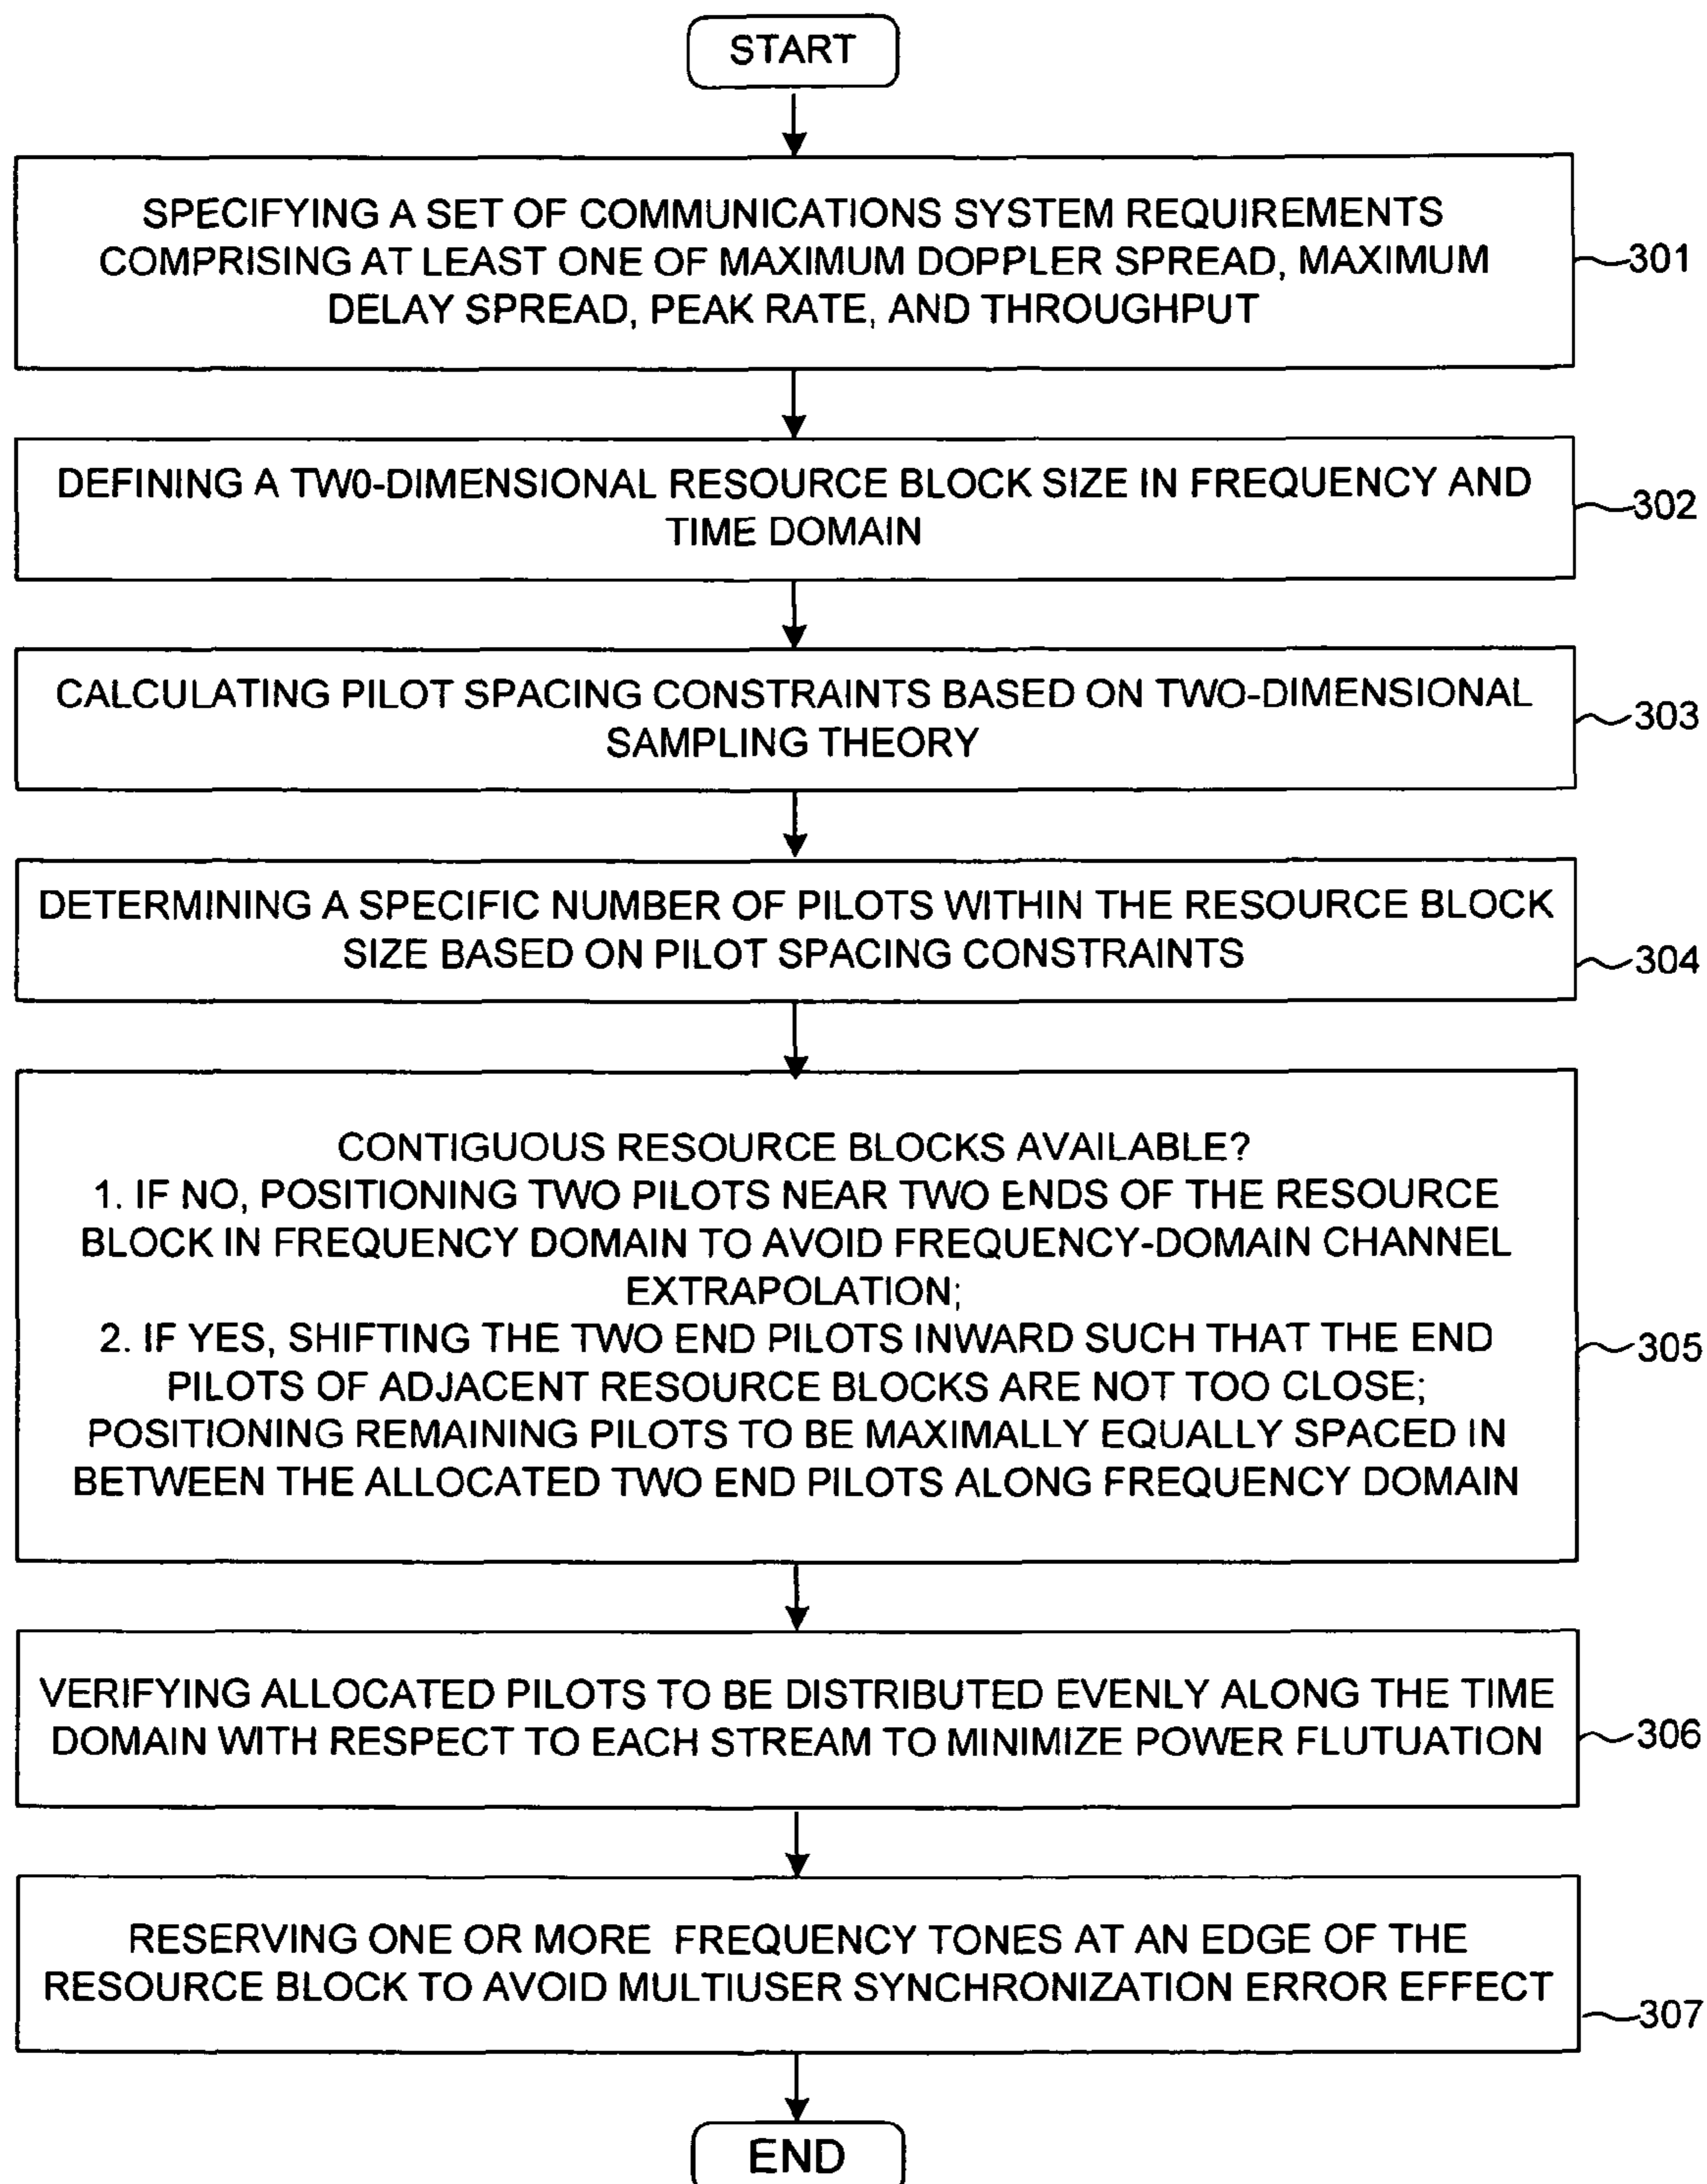 START
SPECIFYING A SET OF COMMUNICATIONS SYSTEM REQUIREMENTS
COMPRISING AT LEAST ONE OF MAXIMUM DOPPLER SPREAD, MAXIMUM
DELAY SPREAD, PEAK RATE, AND THROUGHPUT
301
DEFINING A TWO-DIMENSIONAL RESOURCE BLOCK SIZE IN FREQUENCY AND
TIME DOMAIN
302
CALCULATING PILOT SPACING CONSTRAINTS BASED ON TWO-DIMENSIONAL
SAMPLING THEORY
303
DETERMINING A SPECIFIC NUMBER OF PILOTS WITHIN THE RESOURCE BLOCK
SIZE BASED ON PILOT SPACING CONSTRAINTS
304
CONTIGUOUS RESOURCE BLOCKS AVAILABLE?
1. IF NO, POSITIONING TWO PILOTS NEAR TWO ENDS OF THE RESOURCE
BLOCK IN FREQUENCY DOMAIN TO AVOID FREQUENCY-DOMAIN CHANNEL
EXTRAPOLATION;
2. IF YES, SHIFTING THE TWO END PILOTS INWARD SUCH THAT THE END
PILOTS OF ADJACENT RESOURCE BLOCKS ARE NOT TOO CLOSE;
POSITIONING REMAINING PILOTS TO BE MAXIMALLY EQUALLY SPACED IN
BETWEEN THE ALLOCATED TWO END PILOTS ALONG FREQUENCY DOMAIN
305
VERIFYING ALLOCATED PILOTS TO BE DISTRIBUTED EVENLY ALONG THE TIME
DOMAIN WITH RESPECT TO EACH STREAM TO MINIMIZE POWER FLUTUATION
306
RESERVING ONE OR MORE FREQUENCY TONES AT AN EDGE OF THE
RESOURCE BLOCK TO AVOID MULTIUSER SYNCHRONIZATION ERROR EFFECT
307
END